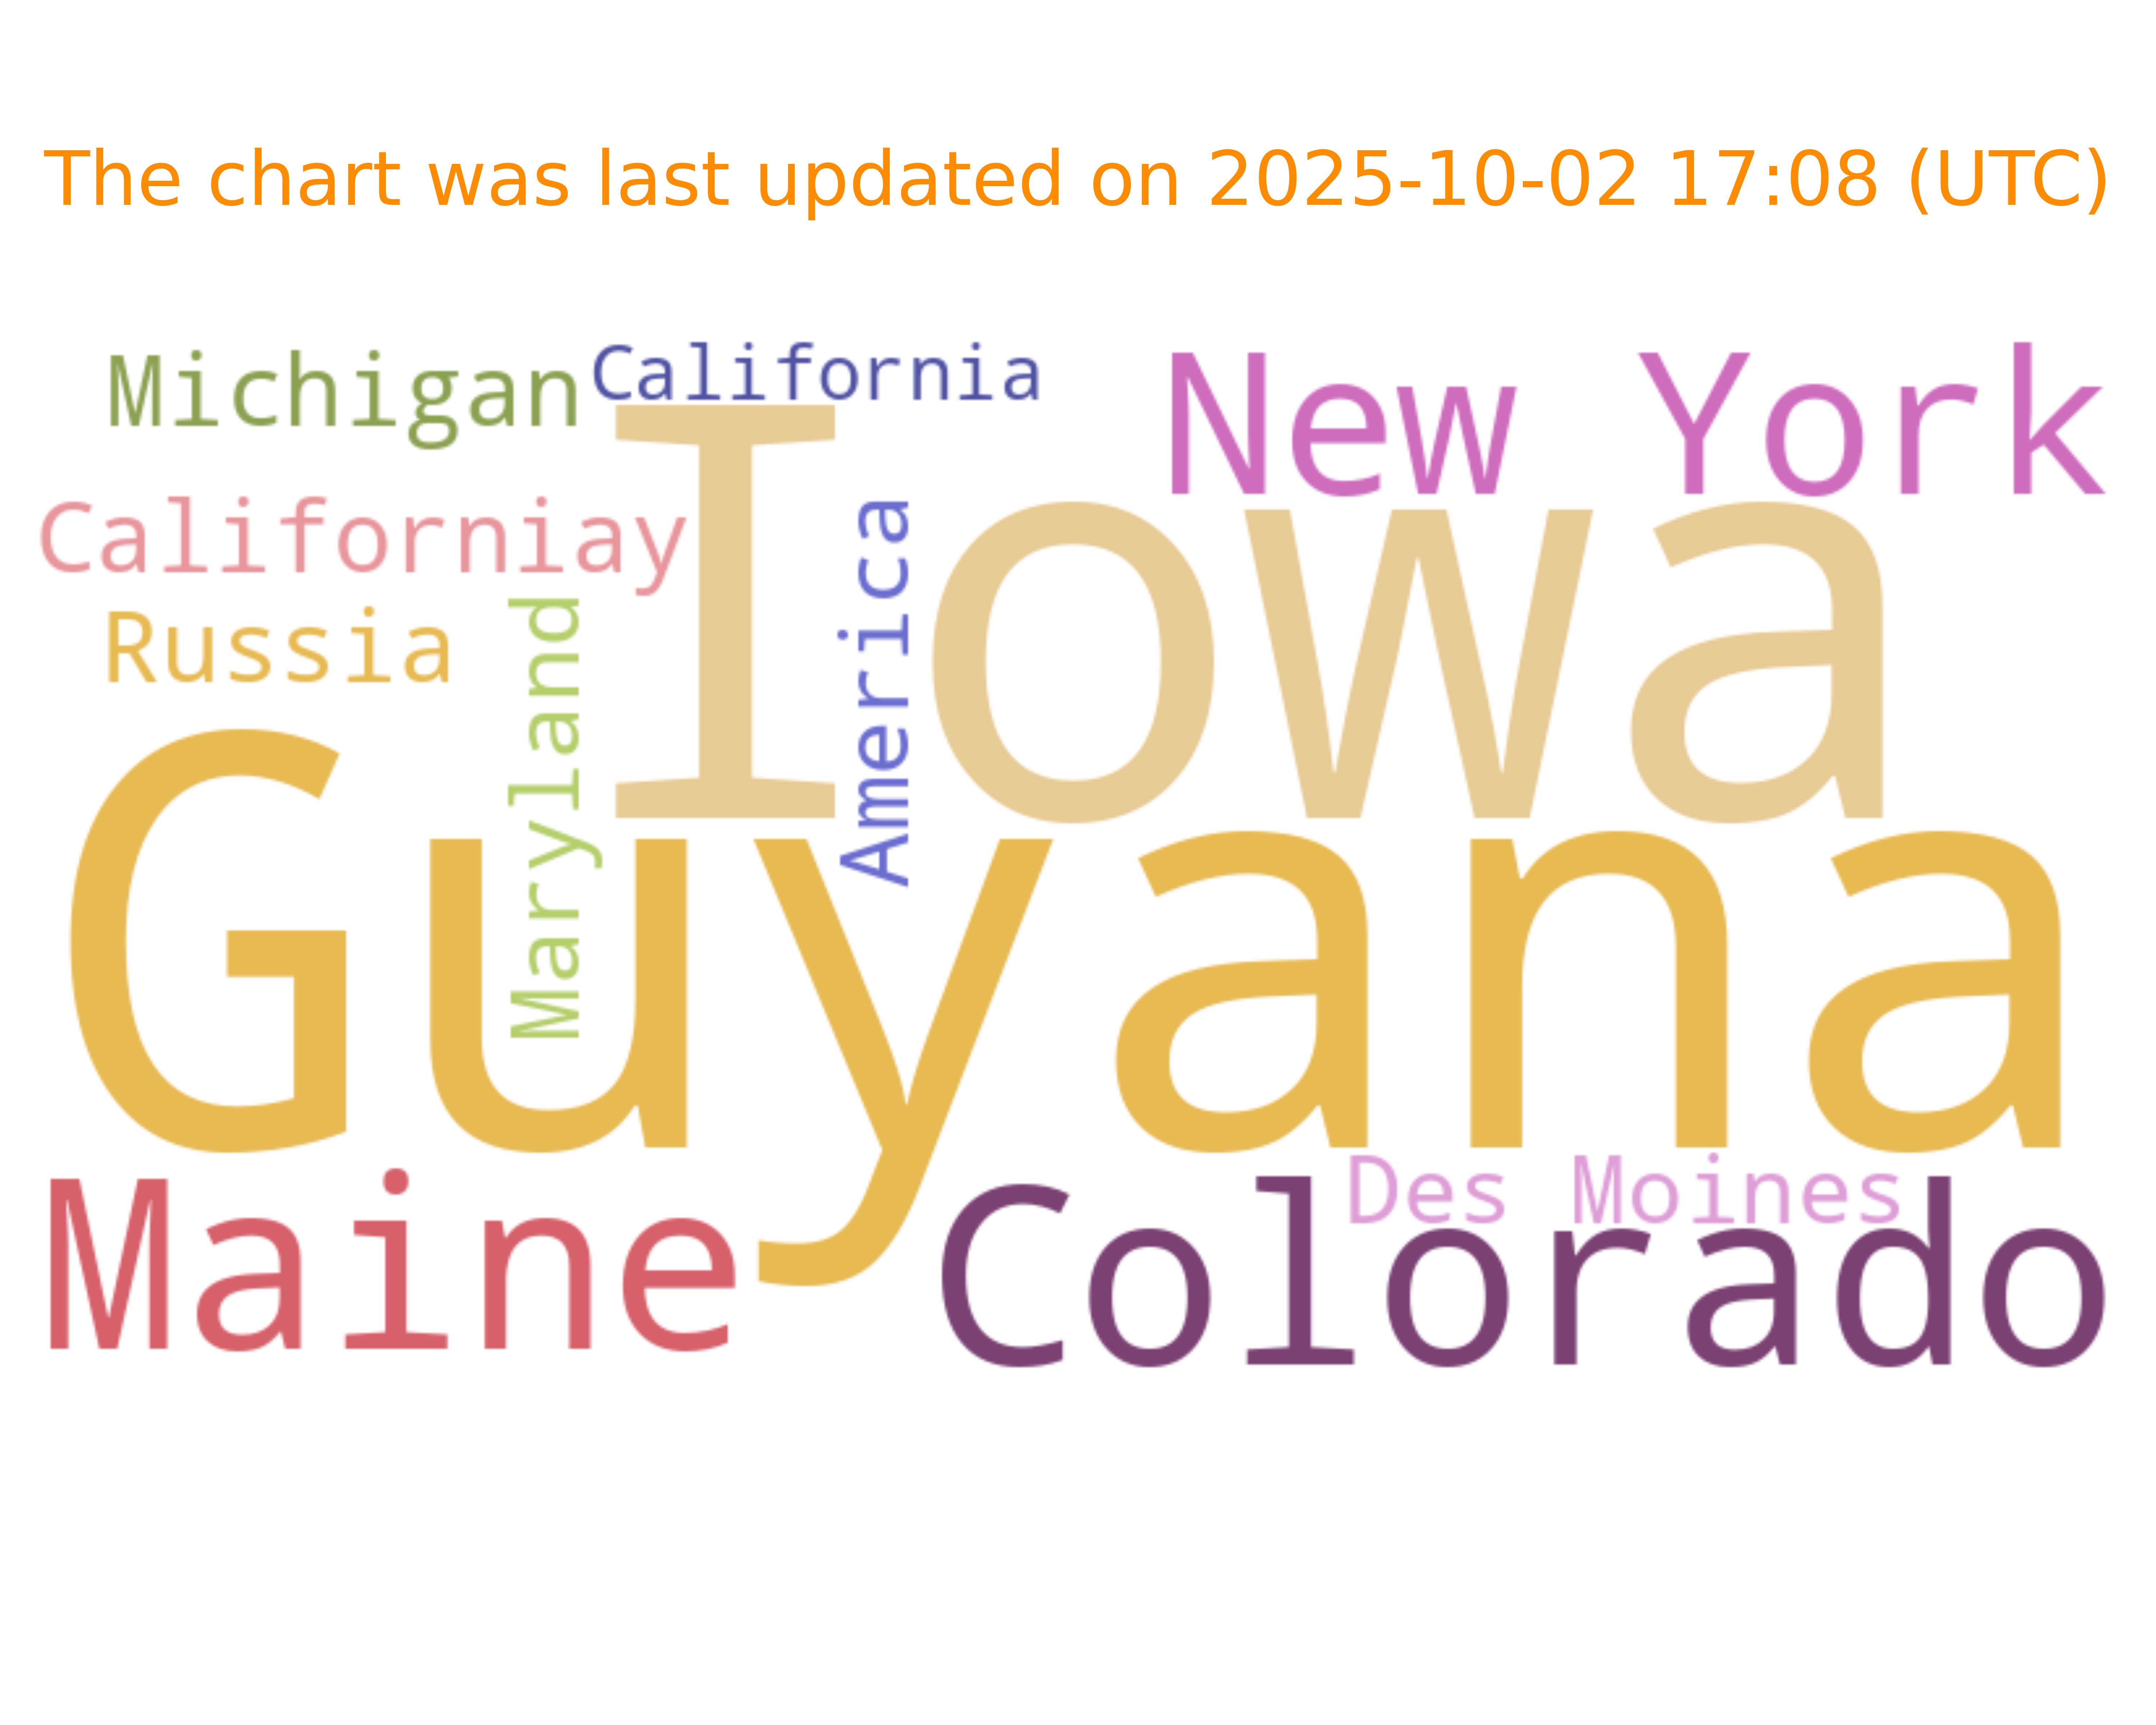 The chart was last updated on 2025-10-02 17:08 (UTC)
Michigan
California
New York
Californiay
Iowa
America
Russia
Maryland
Guyana
Maine
Des Moines
Colorado